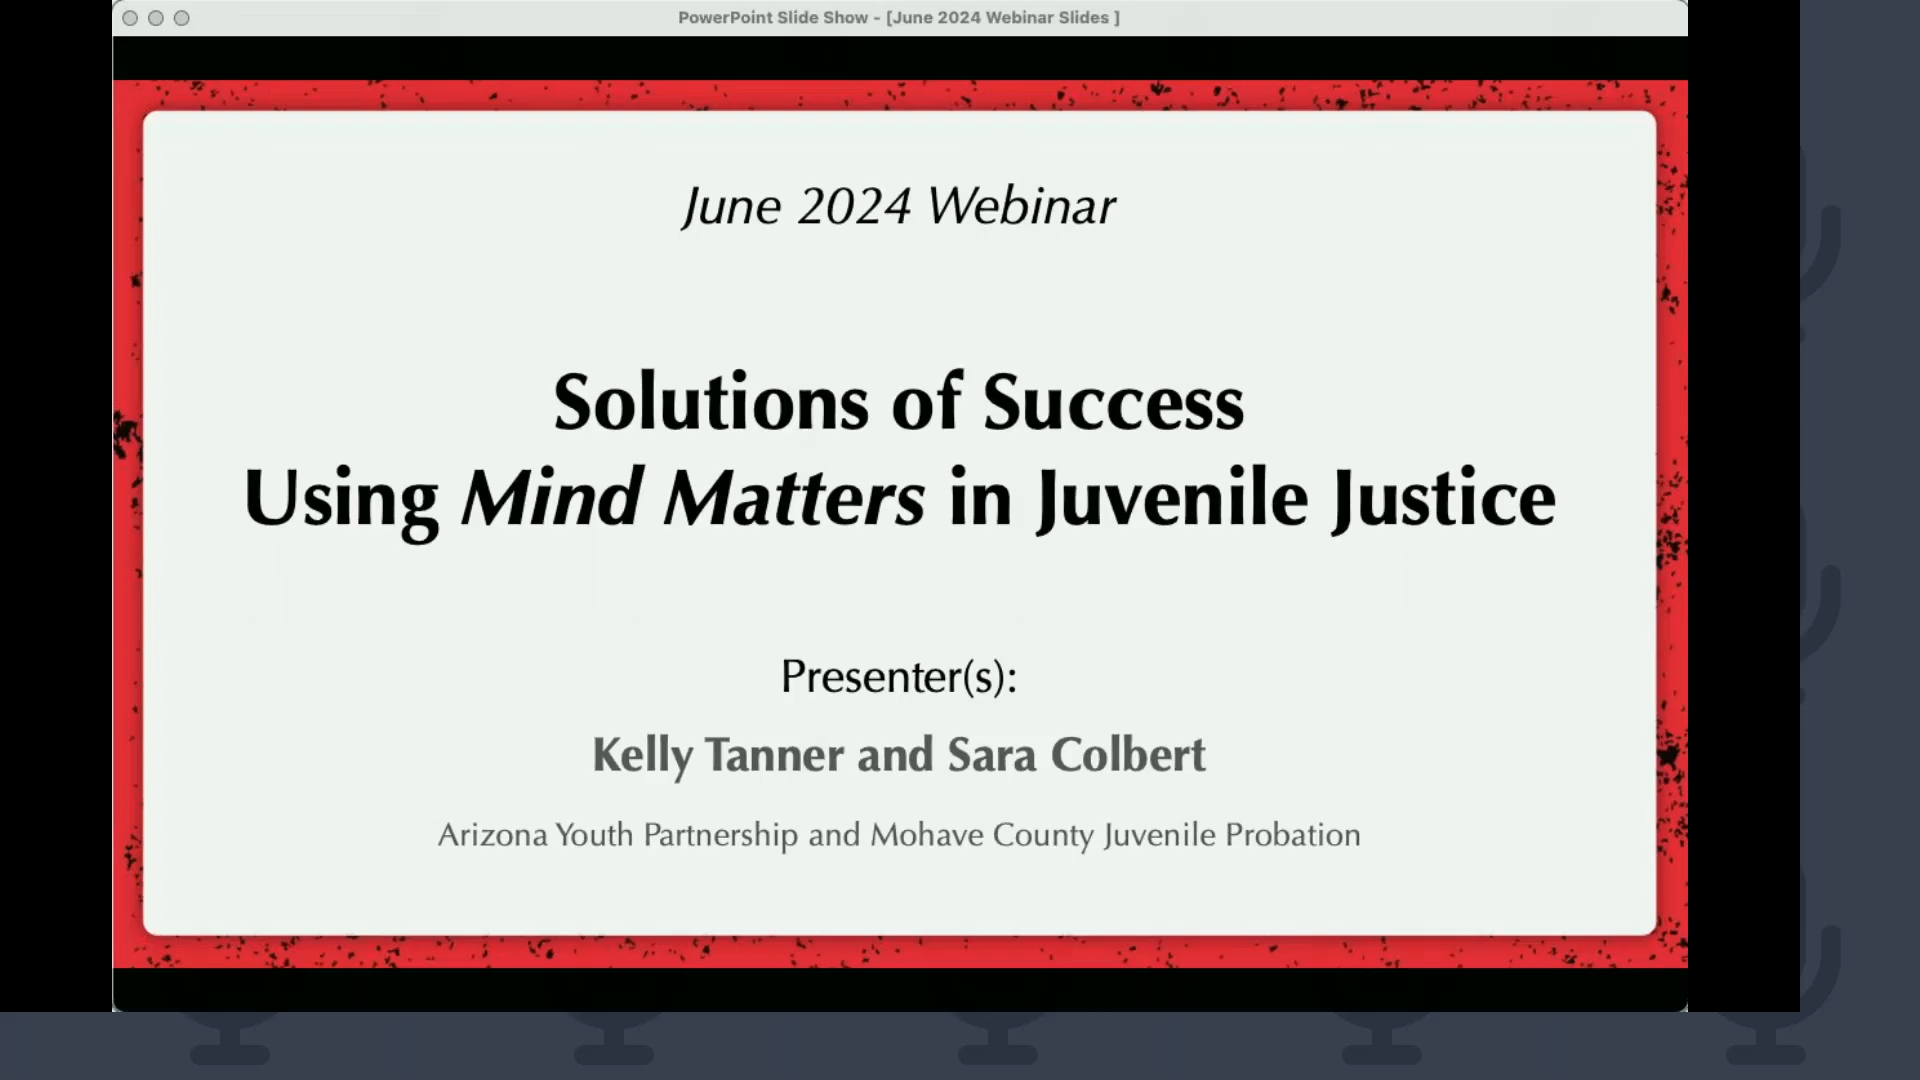 PowerPoint Slide Show - [June 2024 Webinar Slides ]
June 2024 Webinar
Solutions of Success
Using Mind Matters in Juvenile Justice
Presenter(s):
Kelly Tanner and Sara Colbert
Arizona Youth Partnership and Mohave County Juvenile Probation